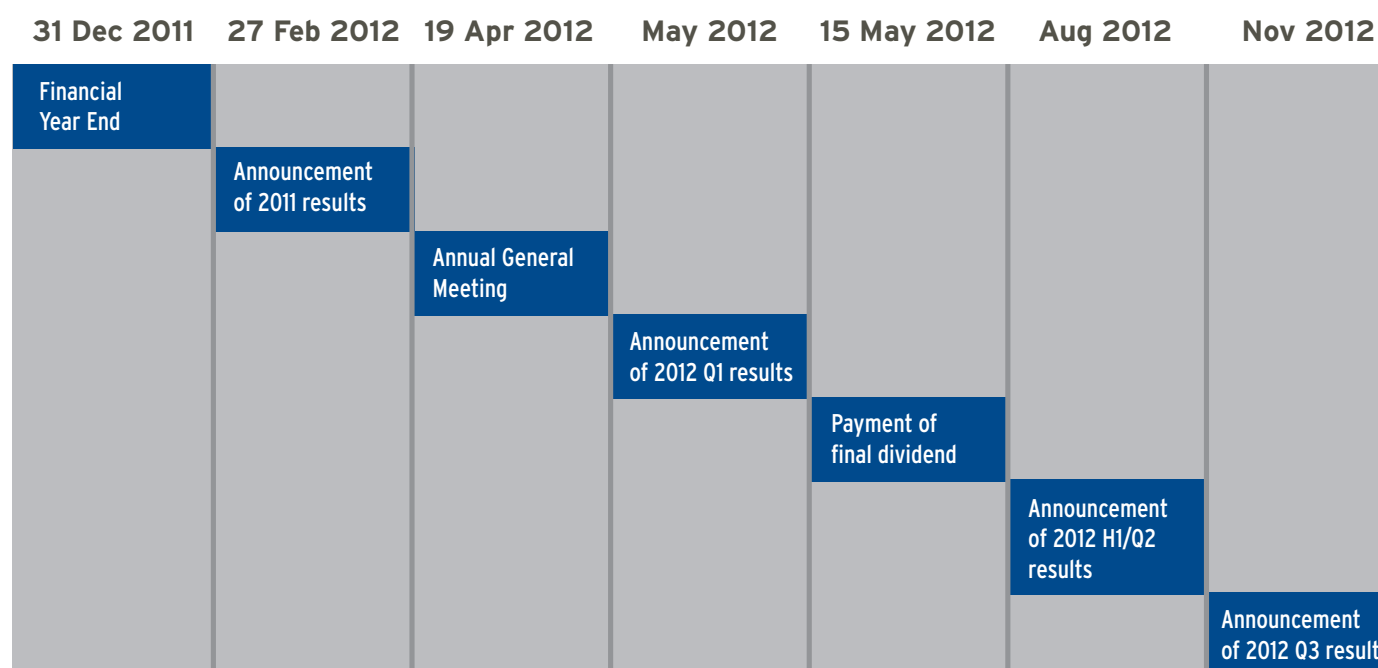 31 Dec 2011 27 Feb 2012 19 Apr 2012 May 2012 15 May 2012 Aug 2012 Nov 2012
Financial
Year End
Announcement
of 2011 results
Annual General
Meeting
Announcement
of 2012 Q1 results
Payment of
final dividend
Announcement
of 2012 H1/Q2
results
Announcement
of 2012 Q3 result